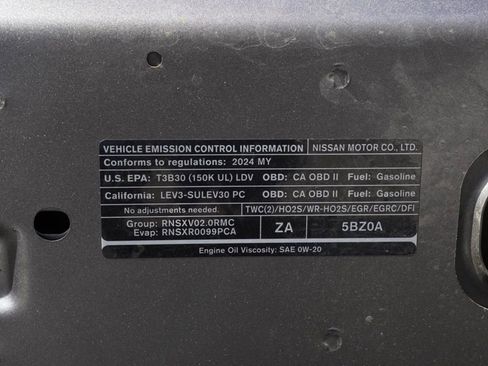 VEHICLE EMISSION CONTROL INFORMATION NISSAN MOTOR CO., LTD.
Conforms to regulations: 2024 MY
U.S. EPA: T3B30 (150K UL) LDV OBD: CA OBD II Fuel: Gasoline
California: LEV3-SULEV30 PC OBD: CA OBD II Fuel: Gasoline
No adjustments needed. TWC(2)/HO2S/WR-HO2S/EGR/EGRC/DFI
Group: RNSXV02.0RMC
Evap: RNSXR0099PCA
ZA 5BZ0A
Engine Oil Viscosity: SAE 0W-20